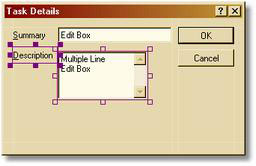 Task Details
Summary
Edit Box
OK
Description
Multiple Line
Edit Box
Cancel